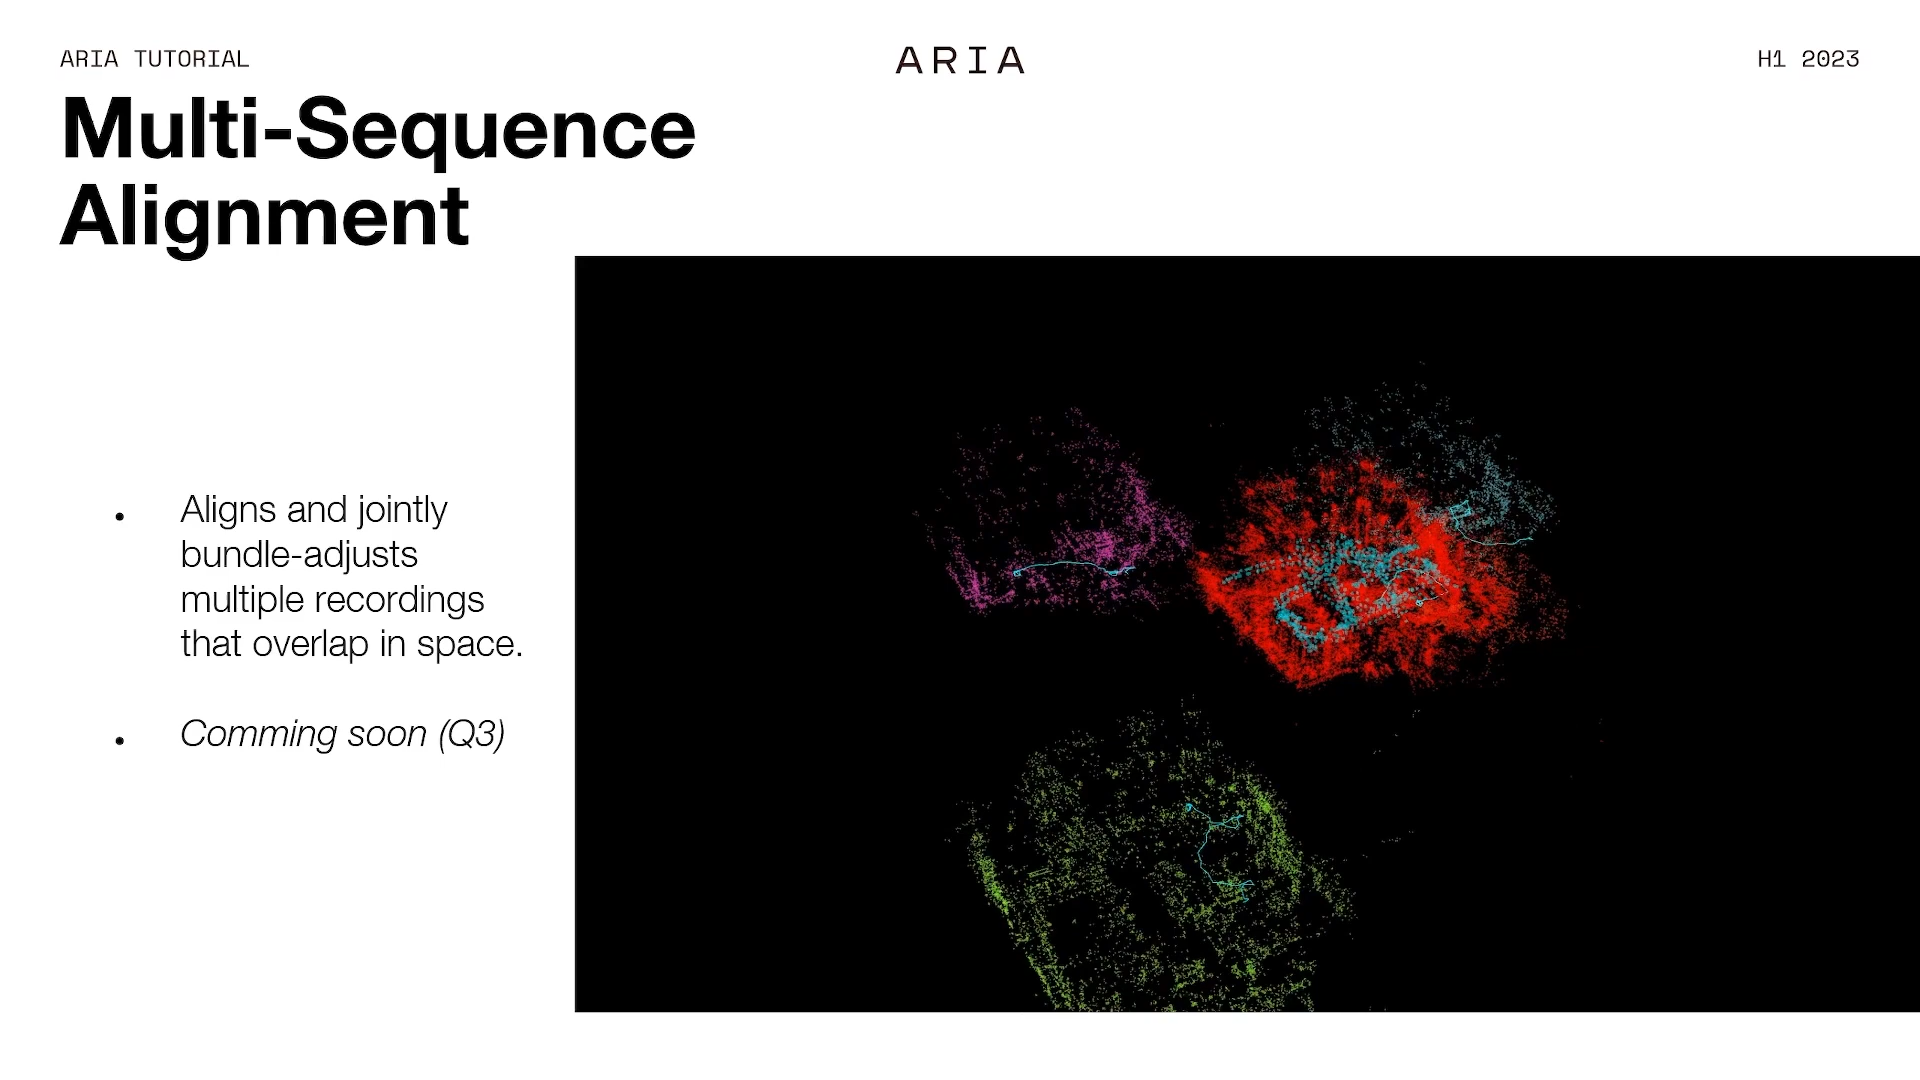 ARIA TUTORIAL
ARIA
H1 2023
Multi-Sequence
Alignment
• Aligns and jointly
bundle-adjusts
multiple recordings
that overlap in space.
• Comming soon (Q3)